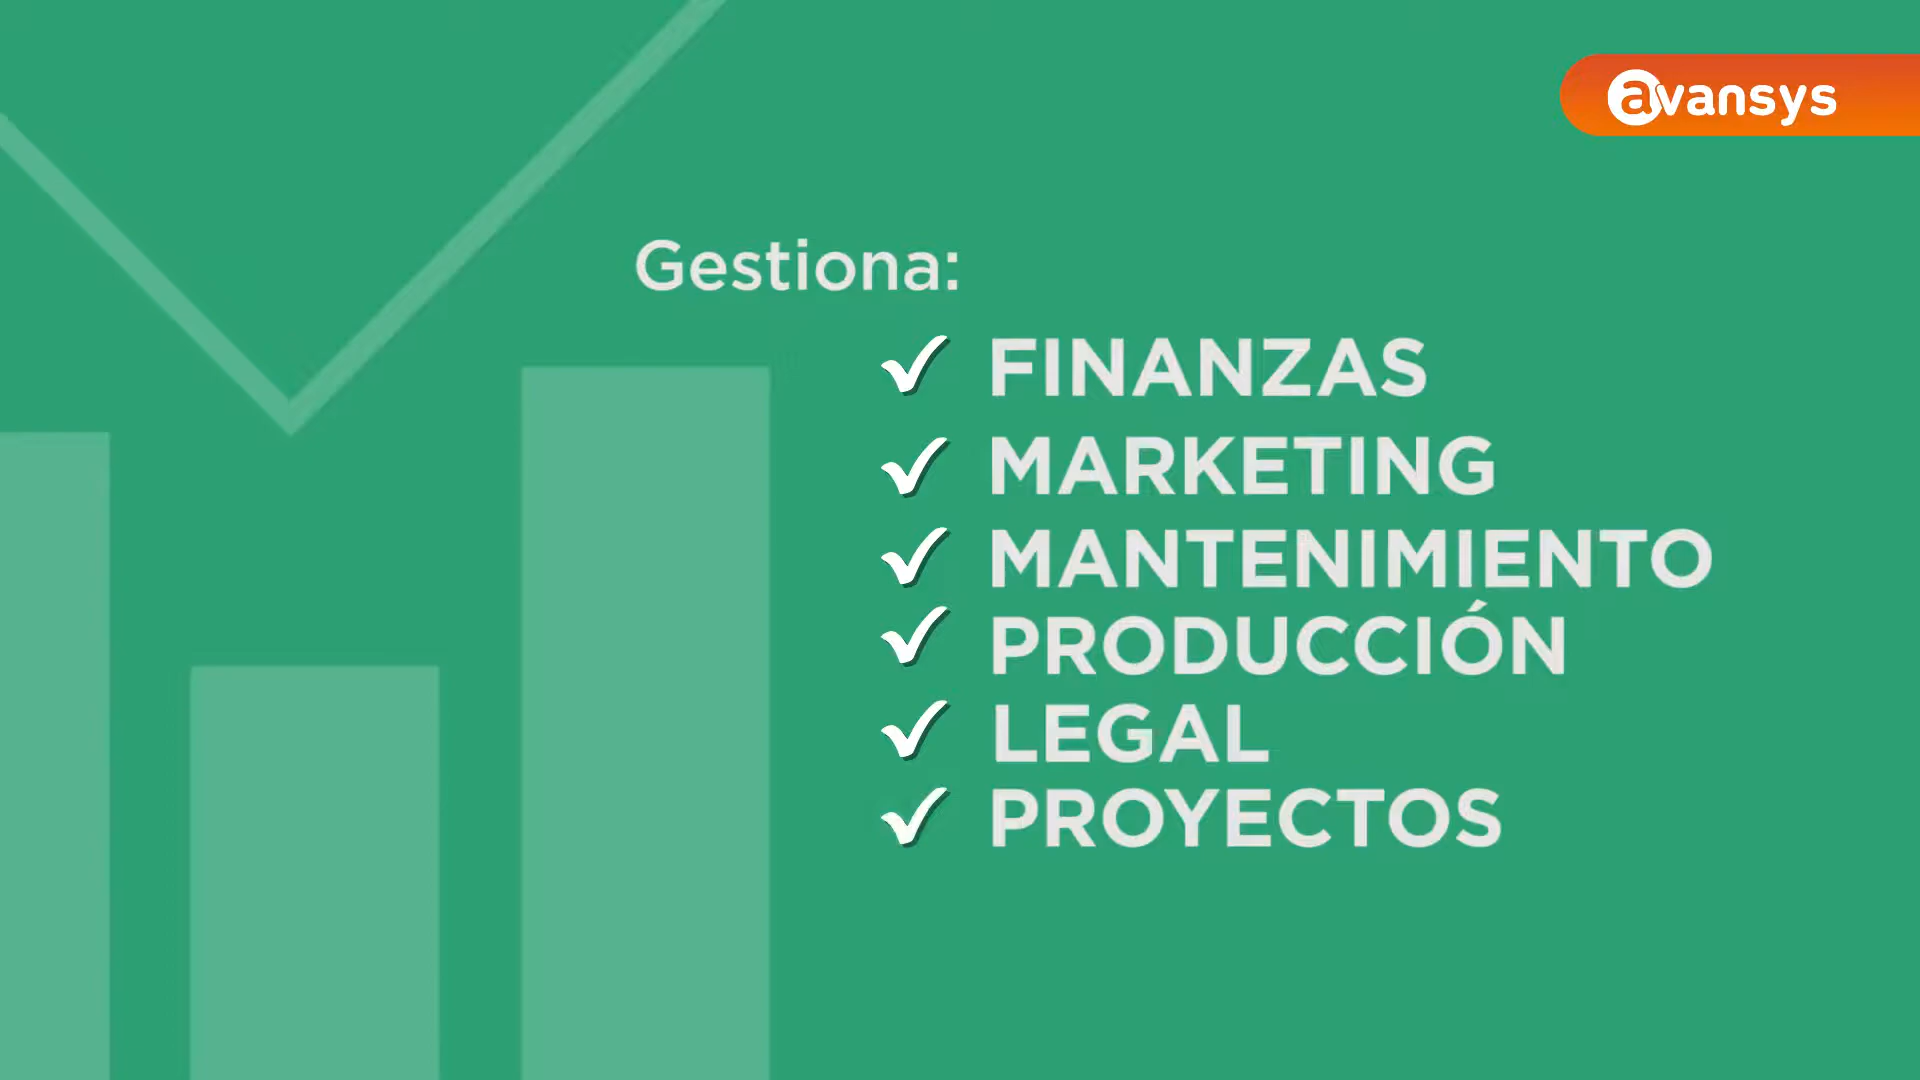 avansys
Gestiona:
FINANZAS
MARKETING
MANTENIMIENTO
PRODUCCIÓN
LEGAL
PROYECTOS